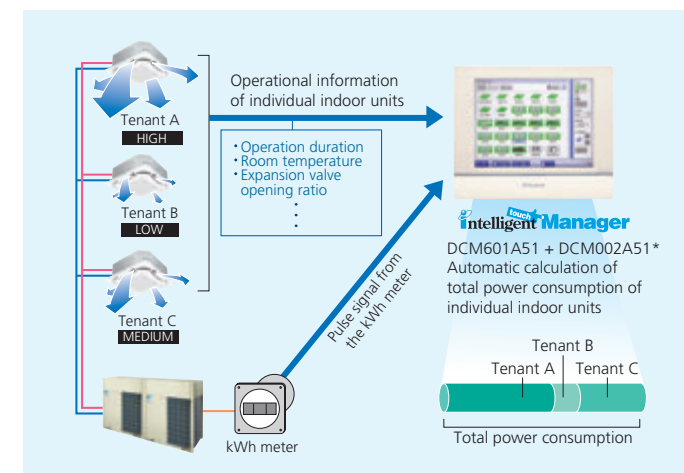 Tenant A
HIGH
Tenant B
LOW
Tenant C
MEDIUM
Operational information
of individual indoor units
・Operation duration
・Room temperature
・Expansion valve
opening ratio
Pulse signal from
the kWh meter
kWh meter
intelligent touch Manager
DCM601A51 + DCM002A51*
Automatic calculation of
total power consumption of
individual indoor units
Tenant B
Tenant A
Tenant C
Total power consumption